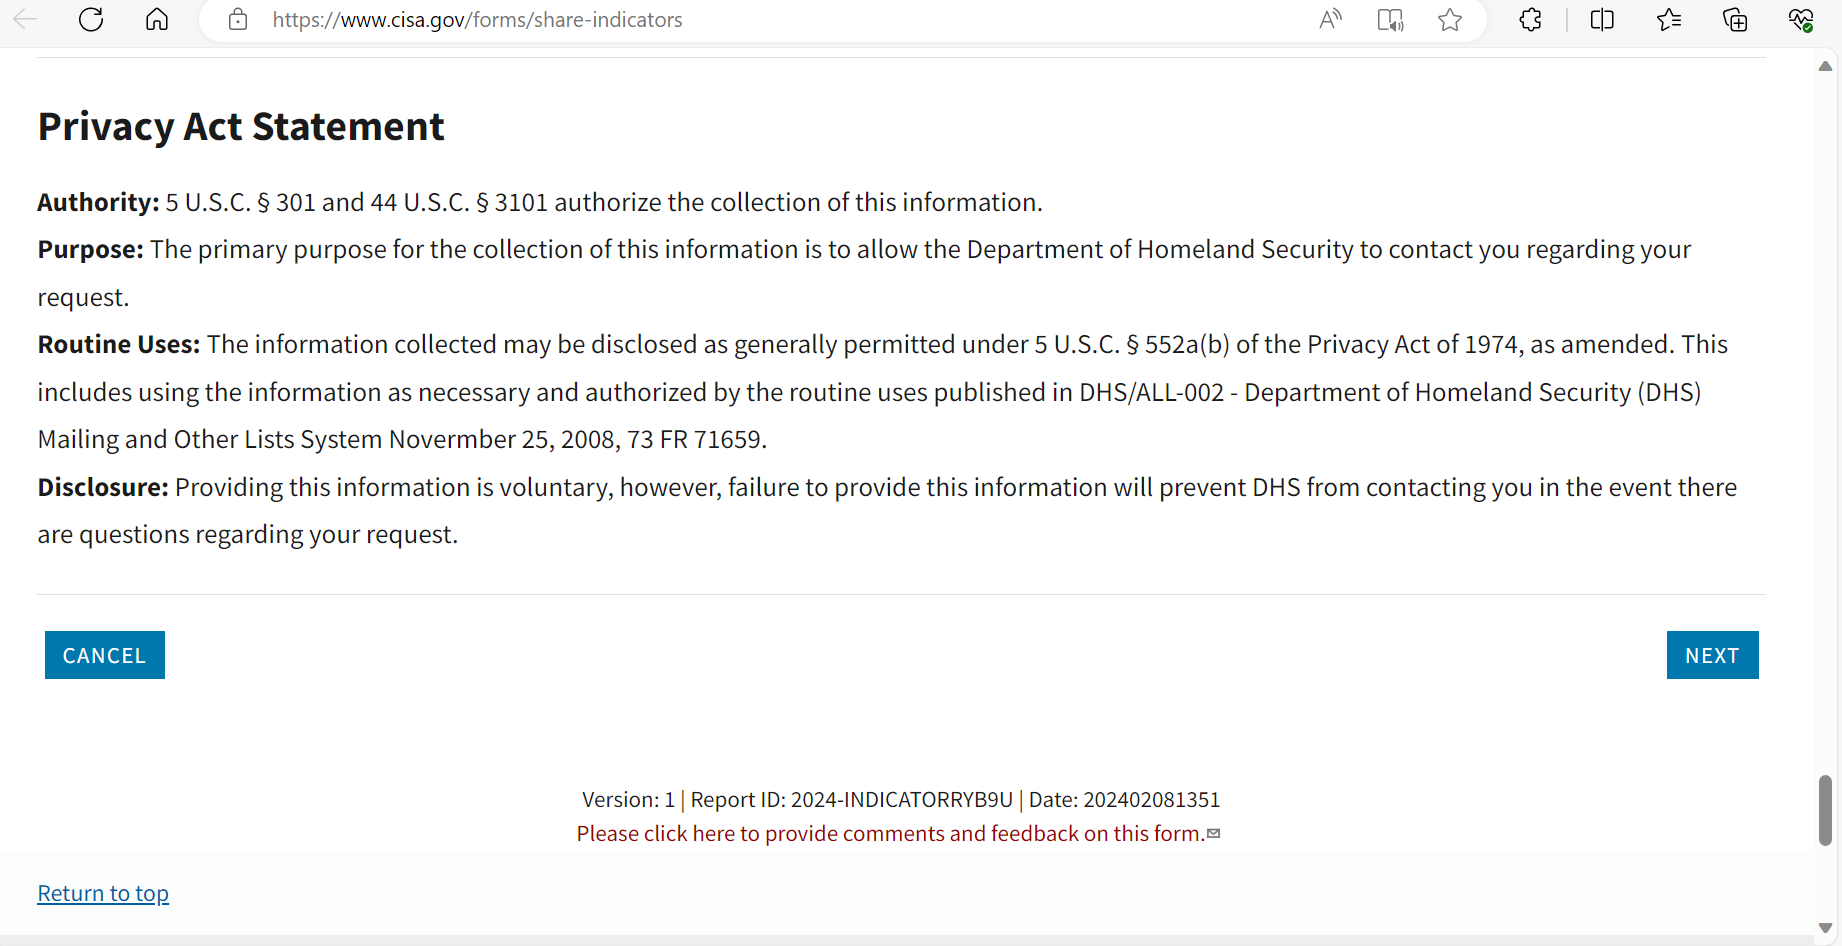 https://www.cisa.gov/forms/share-indicators
Privacy Act Statement
Authority: 5 U.S.C. § 301 and 44 U.S.C. § 3101 authorize the collection of this information.
Purpose: The primary purpose for the collection of this information is to allow the Department of Homeland Security to contact you regarding your
request.
Routine Uses: The information collected may be disclosed as generally permitted under 5 U.S.C. § 552a(b) of the Privacy Act of 1974, as amended. This
includes using the information as necessary and authorized by the routine uses published in DHS/ALL-002 - Department of Homeland Security (DHS)
Mailing and Other Lists System Novermber 25, 2008, 73 FR 71659.
Disclosure: Providing this information is voluntary, however, failure to provide this information will prevent DHS from contacting you in the event there
are questions regarding your request.
CANCEL
NEXT
Version: 1 | Report ID: 2024-INDICATORRYB9U | Date: 202402081351
Please click here to provide comments and feedback on this form.
Return to top